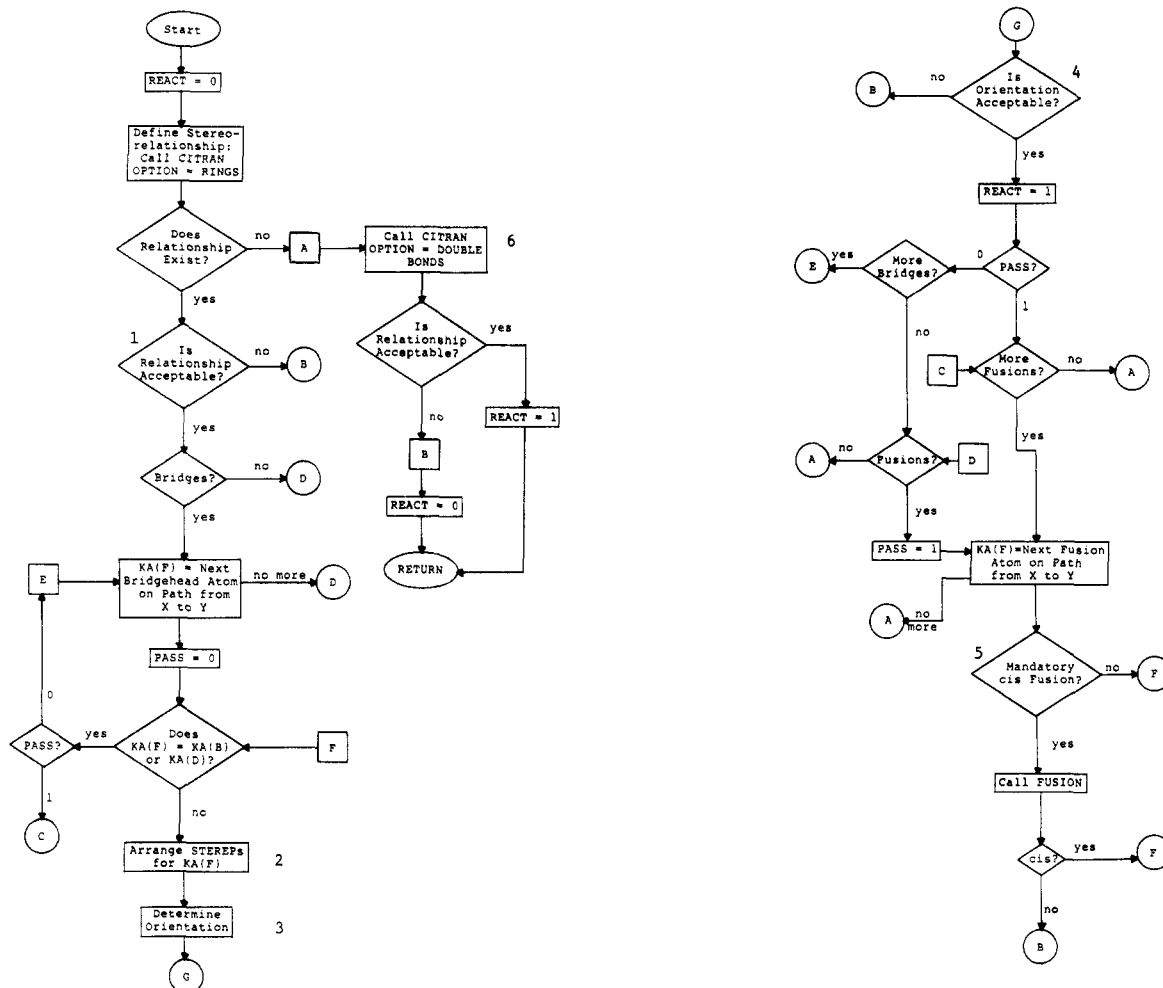 Start
REACT = 0
Define Stereo-
relationship:
Call CITRAN
OPTION = RINGS
Does
Relationship
Exist?
no
A
Call CITRAN
OPTION = DOUBLE
BONDS
6
yes
1
Is
Relationship
Acceptable?
no
B
Is
Relationship
Acceptable?
yes
REACT = 1
no
B
REACT = 0
RETURN
yes
Bridges?
no
D
yes
E
KA(F) = Next
Bridgehead Atom
on Path from
X to Y
no more
D
PASS = 0
0
PASS?
yes
Does
KA(F) = KA(B)
or KA(D)?
F
1
C
no
Arrange STEREPs
for KA(F)
2
Determine
Orientation
3
G
G
Is
Orientation
Acceptable?
4
no
B
yes
REACT = 1
E
yes
More
Bridges?
0
PASS?
1
no
C
More
Fusions?
no
A
yes
A
no
Fusions?
D
yes
PASS = 1
KA(F)=Next Fusion
Atom on Path
from X to Y
A
no
more
5
Mandatory
cis Fusion?
no
F
yes
Call FUSION
cis?
yes
F
no
B